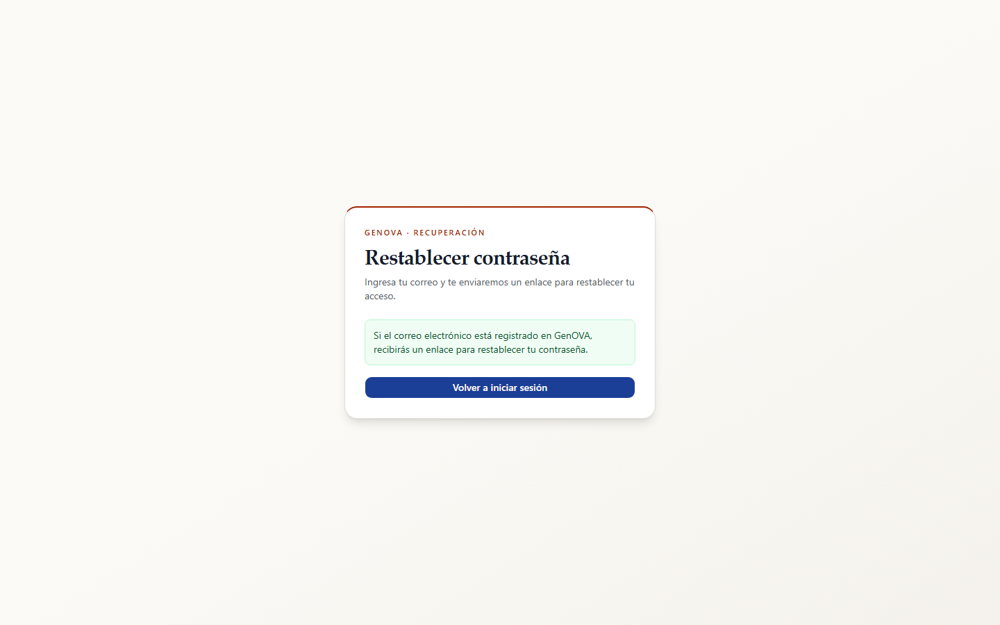 GENOVA · RECUPERACIÓN
Restablecer contraseña
Ingresa tu correo y te enviaremos un enlace para restablecer tu
acceso.
Si el correo electrónico está registrado en GenOVA,
recibirás un enlace para restablecer tu contraseña.
Volver a iniciar sesión